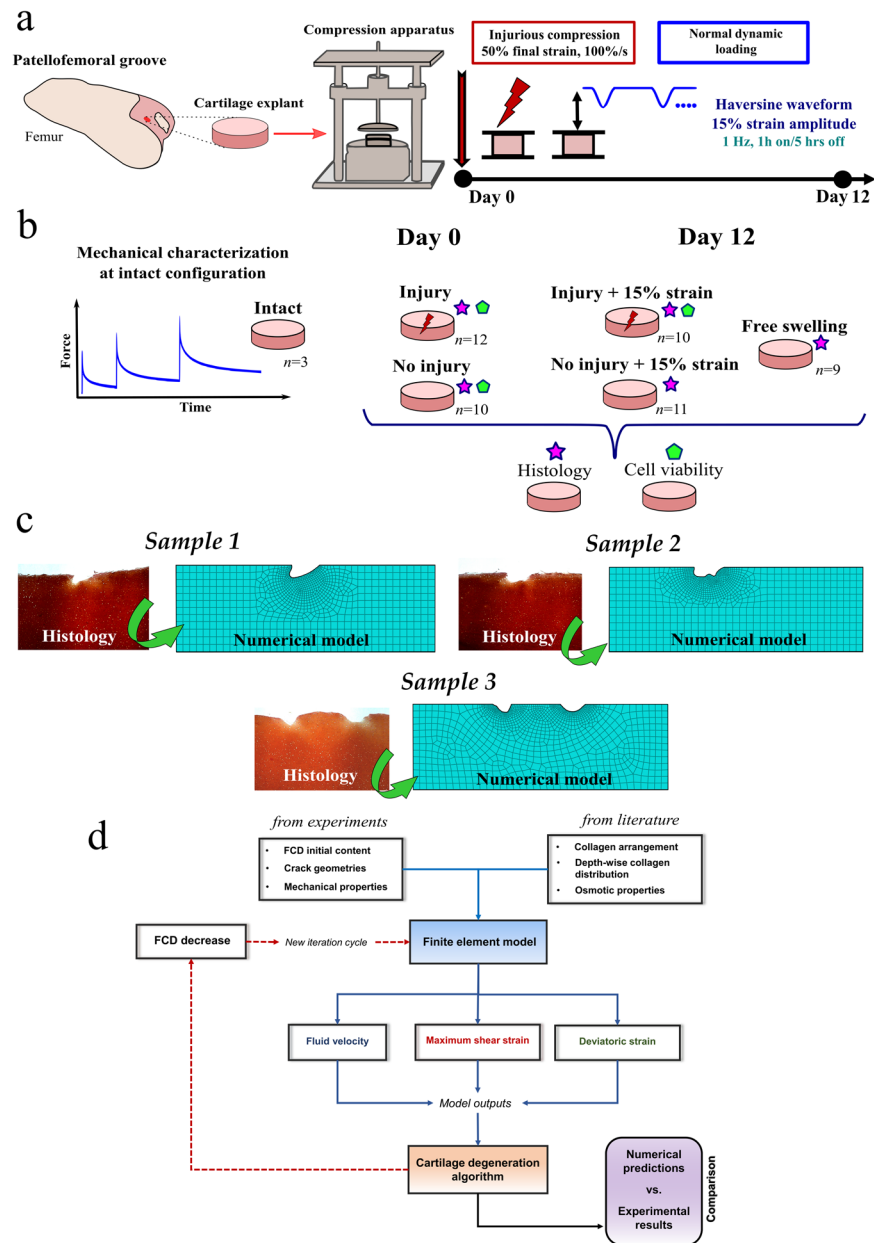 a
Patellofemoral groove
Femur
Cartilage explant
Compression apparatus
Injurious compression
50% final strain, 100%/s
Normal dynamic
loading
Haversine waveform
15% strain amplitude
1 Hz, 1h on/5 hrs off
Day 0
Day 12
b
Mechanical characterization
at intact configuration
Force
Time
Intact
n=3
Day 0
Day 12
Injury
n=12
No injury
n=10
Injury + 15% strain
n=10
No injury + 15% strain
n=11
Free swelling
n=9
Histology
Cell viability
c
Sample 1
Histology
Numerical model
Sample 2
Histology
Numerical model
Sample 3
Histology
Numerical model
d
from experiments
• FCD initial content
• Crack geometries
• Mechanical properties
from literature
• Collagen arrangement
• Depth-wise collagen
distribution
• Osmotic properties
FCD decrease
New iteration cycle
Finite element model
Fluid velocity
Maximum shear strain
Deviatoric strain
Model outputs
Cartilage degeneration
algorithm
Numerical
predictions
vs.
Experimental
results
Comparison